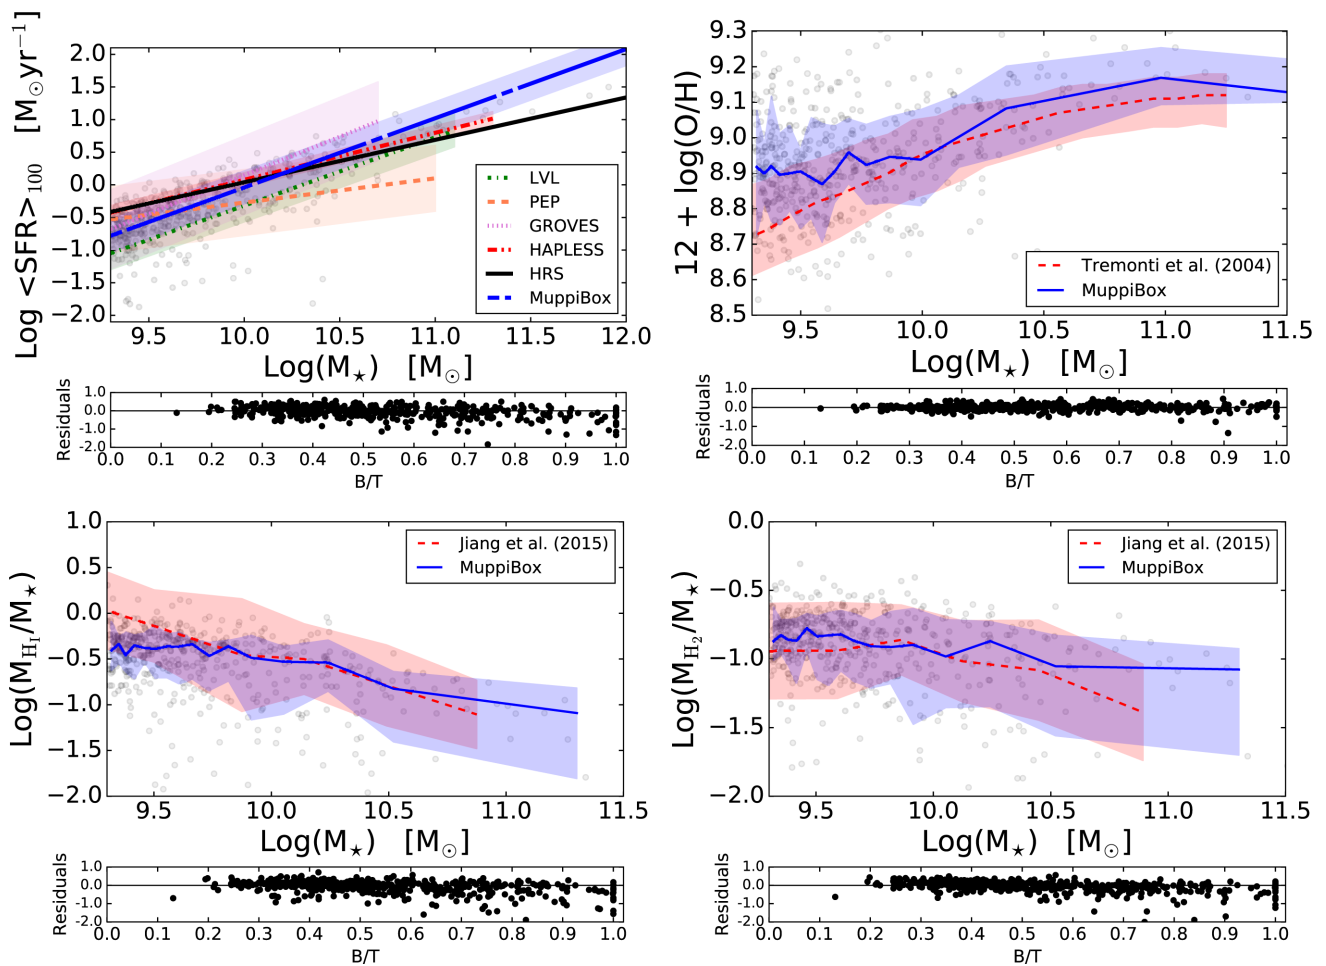 Log <SFR>₁₀₀ [M⊙yr⁻¹]
2.0
1.5
1.0
0.5
0.0
−0.5
−1.0
−1.5
−2.0
LVL
PEP
GROVES
HAPLESS
HRS
MuppiBox
9.5 10.0 10.5 11.0 11.5 12.0
Log(M⋆) [M⊙]
Residuals
1.0
0.0
-1.0
-2.0
0.0 0.1 0.2 0.3 0.4 0.5 0.6 0.7 0.8 0.9 1.0
B/T
12 + log(O/H)
9.3
9.2
9.1
9.0
8.9
8.8
8.7
8.6
8.5
Tremonti et al. (2004)
MuppiBox
9.5 10.0 10.5 11.0 11.5
Log(M⋆) [M⊙]
Residuals
1.0
0.0
-1.0
-2.0
0.0 0.1 0.2 0.3 0.4 0.5 0.6 0.7 0.8 0.9 1.0
B/T
Log(M_HI/M⋆)
1.0
0.5
0.0
−0.5
−1.0
−1.5
−2.0
Jiang et al. (2015)
MuppiBox
9.5 10.0 10.5 11.0 11.5
Log(M⋆) [M⊙]
Residuals
1.0
0.0
-1.0
-2.0
0.0 0.1 0.2 0.3 0.4 0.5 0.6 0.7 0.8 0.9 1.0
B/T
Log(M_H₂/M⋆)
0.0
−0.5
−1.0
−1.5
−2.0
Jiang et al. (2015)
MuppiBox
9.5 10.0 10.5 11.0 11.5
Log(M⋆) [M⊙]
Residuals
1.0
0.0
-1.0
-2.0
0.0 0.1 0.2 0.3 0.4 0.5 0.6 0.7 0.8 0.9 1.0
B/T